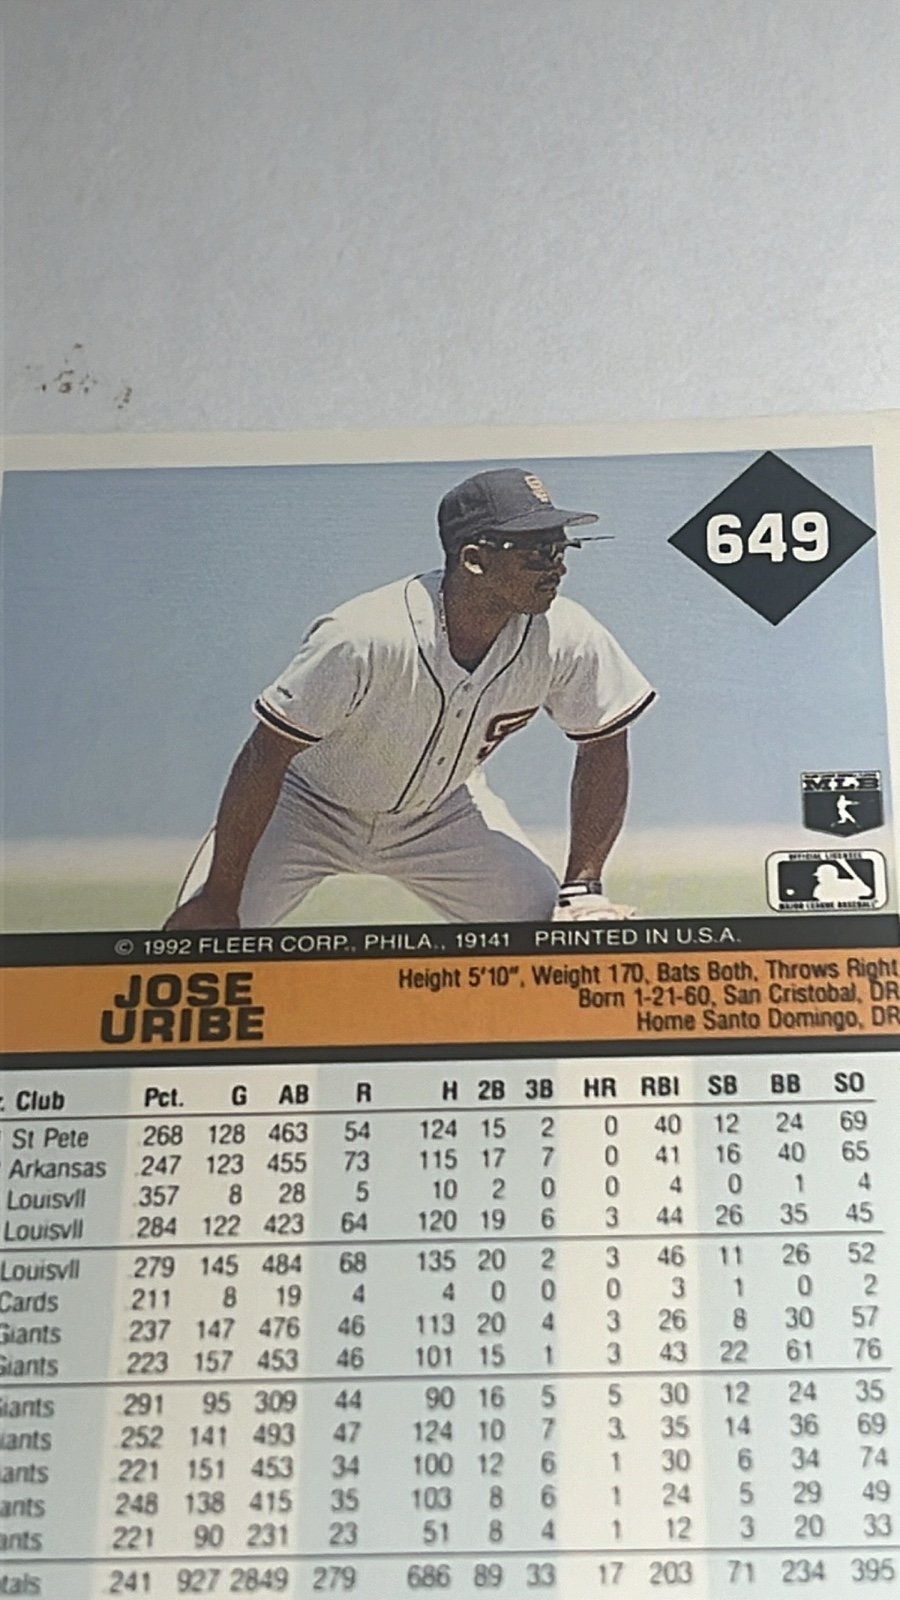 649
MLB
OFFICIAL LICENSEE
MAJOR LEAGUE BASEBALL
© 1992 FLEER CORP., PHILA., 19141 PRINTED IN U.S.A.
JOSE
URIBE
Height 5'10", Weight 170, Bats Both, Throws Right
Born 1-21-60, San Cristobal, DR
Home Santo Domingo, DR
Club Pct. G AB R H 2B 3B HR RBI SB BB SO
St Pete .268 128 463 54 124 15 2 0 40 12 24 69
Arkansas .247 123 455 73 115 17 7 0 41 16 40 65
Louisvll .357 8 28 5 10 2 0 0 4 0 1 4
Louisvll .284 122 423 64 120 19 6 3 44 26 35 45
Louisvll .279 145 484 68 135 20 2 3 46 11 26 52
Cards .211 8 19 4 4 0 0 0 3 1 0 2
Giants .237 147 476 46 113 20 4 3 26 8 30 57
Giants .223 157 453 46 101 15 1 3 43 22 61 76
iants .291 95 309 44 90 16 5 5 30 12 24 35
iants .252 141 493 47 124 10 7 3 35 14 36 69
ants .221 151 453 34 100 12 6 1 30 6 34 74
ants .248 138 415 35 103 8 6 1 24 5 29 49
ants .221 90 231 23 51 8 4 1 12 3 20 33
tals .241 927 2849 279 686 89 33 17 203 71 234 395